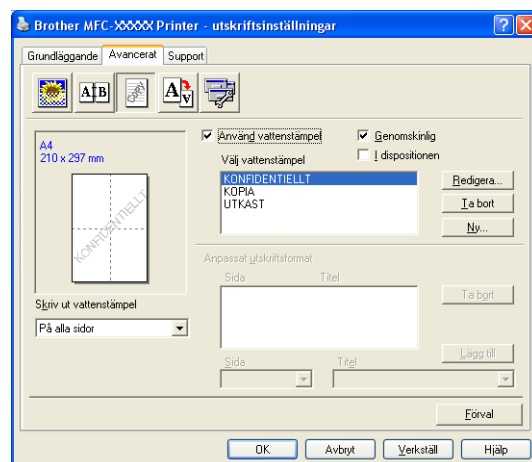 Brother MFC-XXXXX Printer - utskriftsinställningar
Grundläggande Avancerat Support
A4
210 x 297 mm
KONFIDENTIELLT
Skriv ut vattenstämpel
På alla sidor
Använd vattenstämpel
Genomskinlig
I dispositionen
Välj vattenstämpel
KONFIDENTIELLT
KOPIA
UTKAST
Redigera...
Ta bort
Ny...
Anpassat utskriftsformat
Sida Titel
Ta bort
Lägg till
Sida Titel
Förval
OK Avbryt Verkställ Hjälp